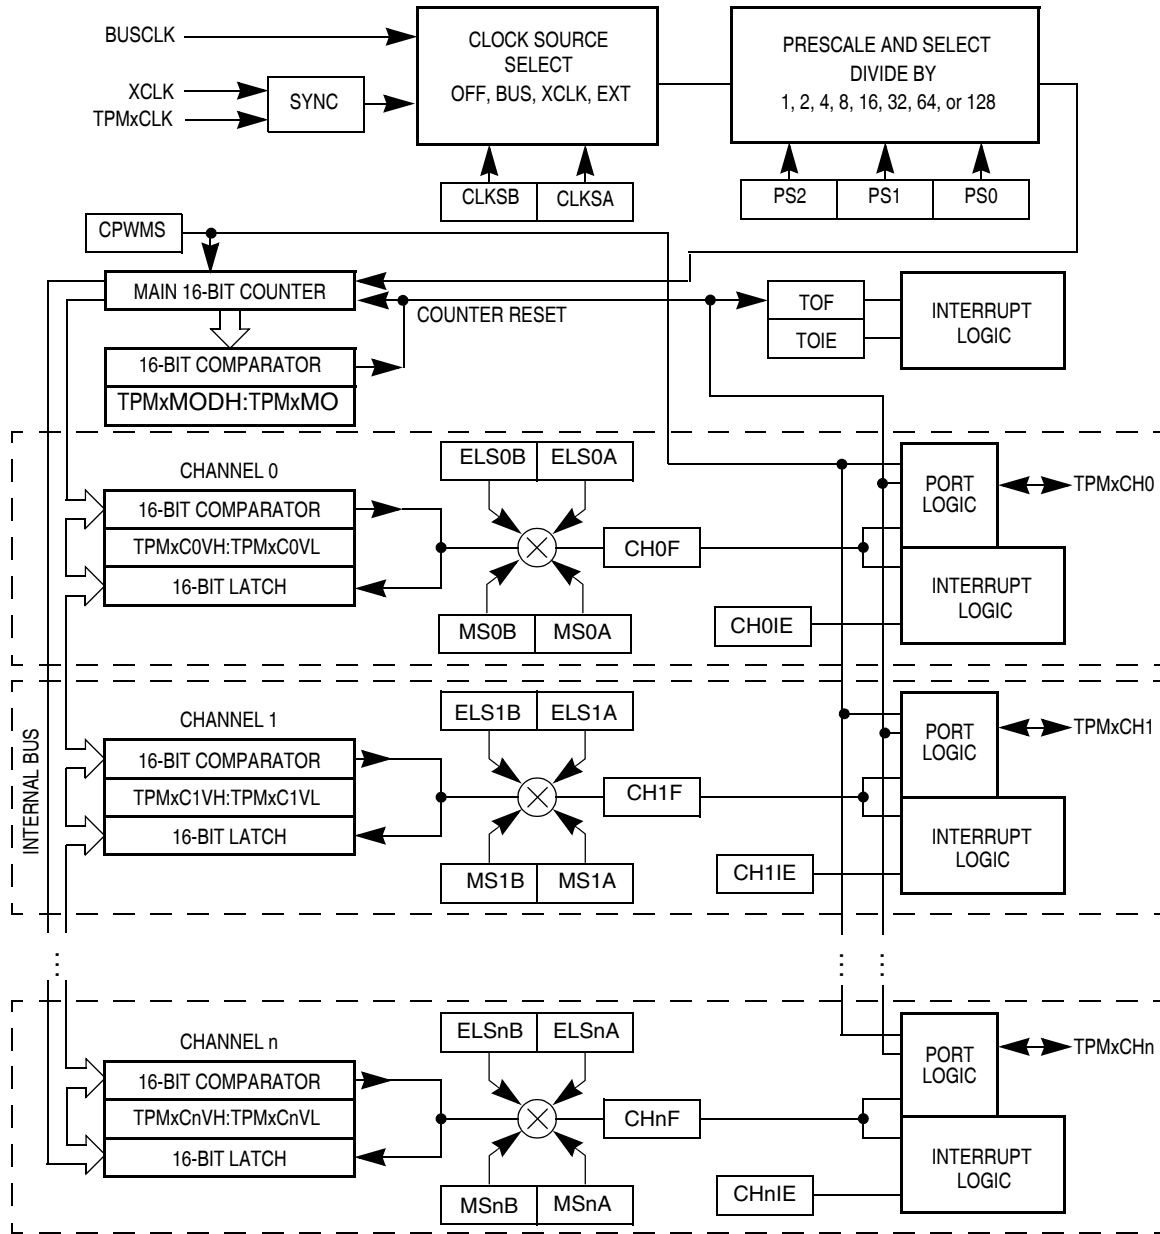 BUSCLK
XCLK
TPMxCLK
SYNC
CLOCK SOURCE
SELECT
OFF, BUS, XCLK, EXT
PRESCALE AND SELECT
DIVIDE BY
1, 2, 4, 8, 16, 32, 64, or 128
CLKSB
CLKSA
PS2
PS1
PS0
CPWMS
MAIN 16-BIT COUNTER
COUNTER RESET
16-BIT COMPARATOR
TPMxMODH:TPMxMO
TOF
TOIE
INTERRUPT
LOGIC
INTERNAL BUS
CHANNEL 0
16-BIT COMPARATOR
TPMxC0VH:TPMxC0VL
16-BIT LATCH
ELS0B
ELS0A
MS0B
MS0A
CH0F
CH0IE
PORT
LOGIC
INTERRUPT
LOGIC
TPMxCH0
CHANNEL 1
16-BIT COMPARATOR
TPMxC1VH:TPMxC1VL
16-BIT LATCH
ELS1B
ELS1A
MS1B
MS1A
CH1F
CH1IE
PORT
LOGIC
INTERRUPT
LOGIC
TPMxCH1
...
... ...
CHANNEL n
16-BIT COMPARATOR
TPMxCnVH:TPMxCnVL
16-BIT LATCH
ELSnB
ELSnA
MSnB
MSnA
CHnF
CHnIE
PORT
LOGIC
INTERRUPT
LOGIC
TPMxCHn